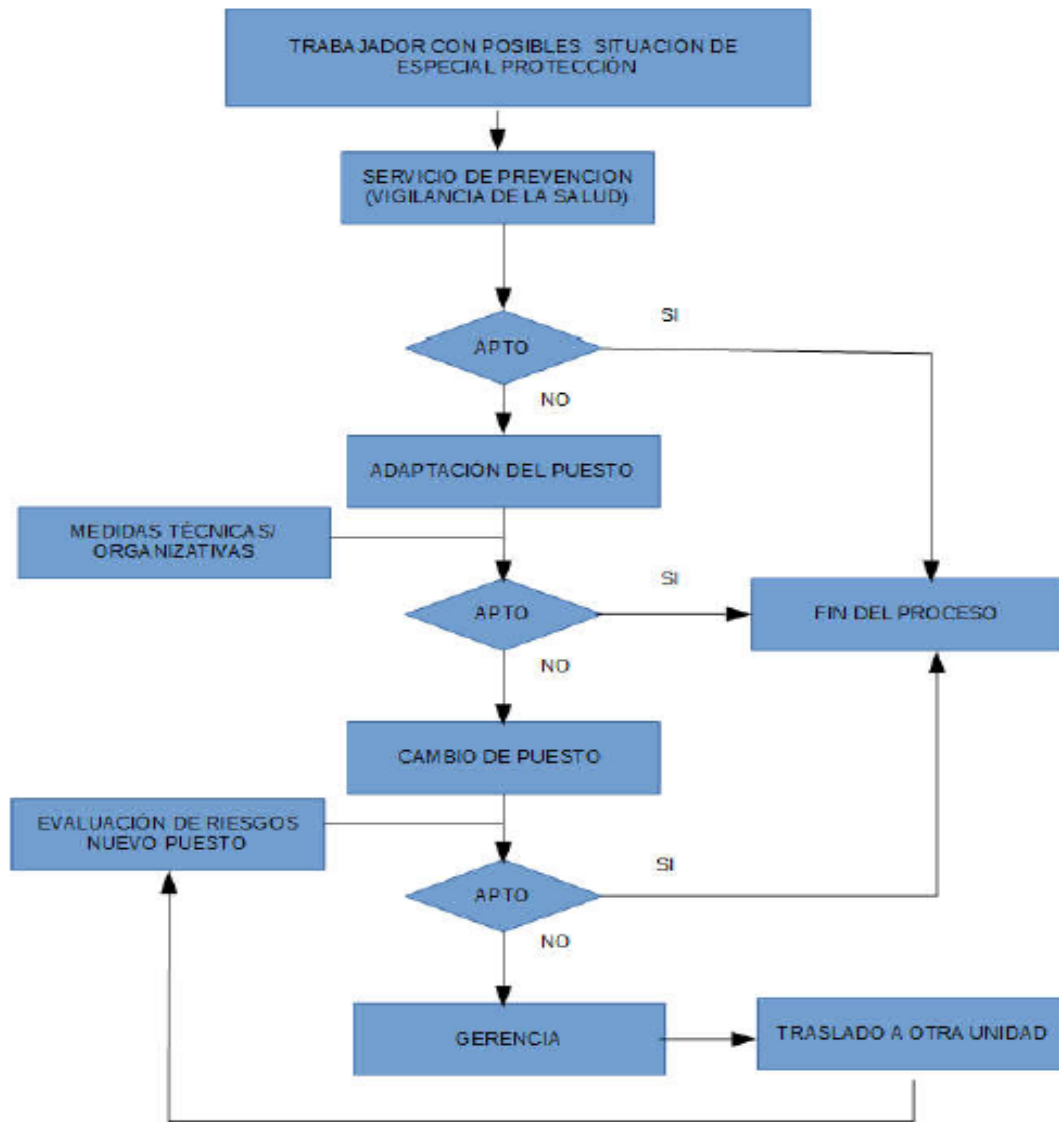 TRABAJADOR CON POSIBLES SITUACION DE
ESPECIAL PROTECCIÓN
SERVICIO DE PREVENCION
(VIGILANCIA DE LA SALUD)
SI
APTO
NO
ADAPTACIÓN DEL PUESTO
MEDIDAS TÉCNICAS/
ORGANIZATIVAS
SI
APTO
FIN DEL PROCESO
NO
CAMBIO DE PUESTO
EVALUACIÓN DE RIESGOS
NUEVO PUESTO
SI
APTO
NO
GERENCIA
TRASLADO A OTRA UNIDAD